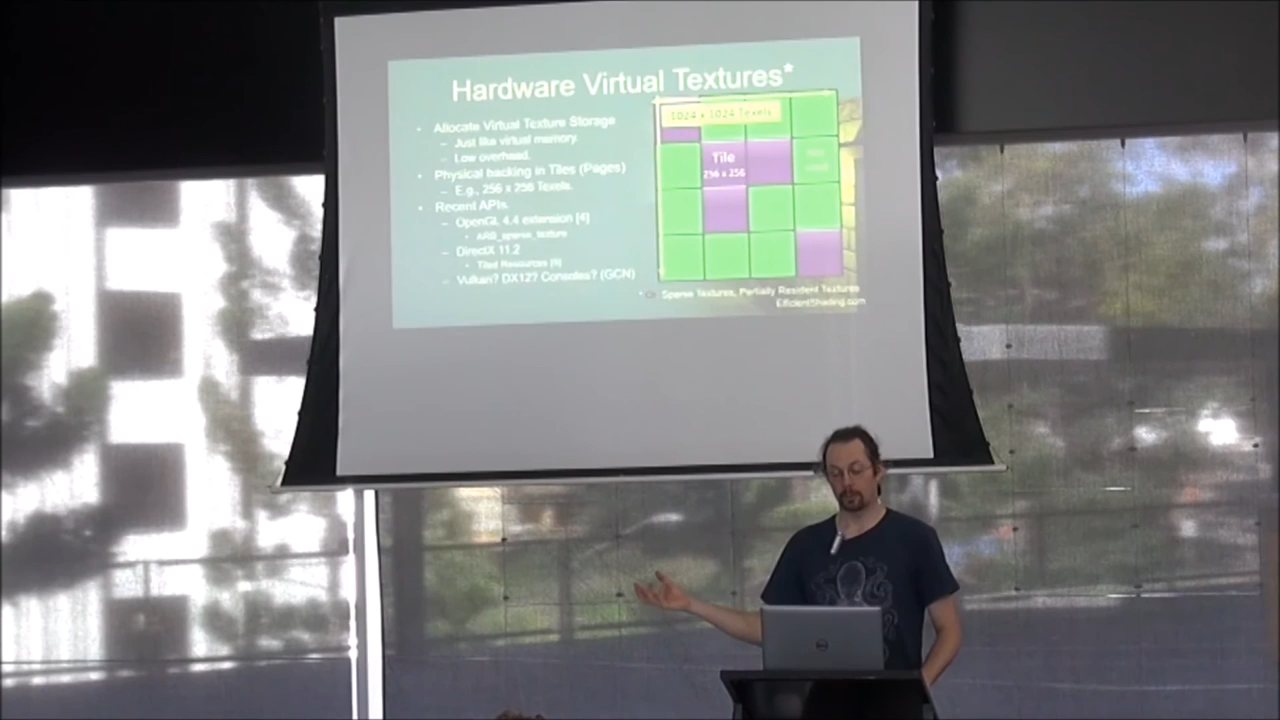 Hardware Virtual Textures*
• Allocate Virtual Texture Storage
– Just like virtual memory.
– Low overhead.
• Physical backing in Tiles (Pages)
– E.g., 256 x 256 Texels.
• Recent APIs.
– OpenGL 4.4 extension [4]
• ARB_sparse_texture
– DirectX 11.2
• Tiled Resources [5]
– Vulkan? DX12? Consoles? (GCN)
1024 x 1024 Texels
Tile
256 x 256
Sparse Textures, Partially Resident Textures
EfficientShading.com
DELL